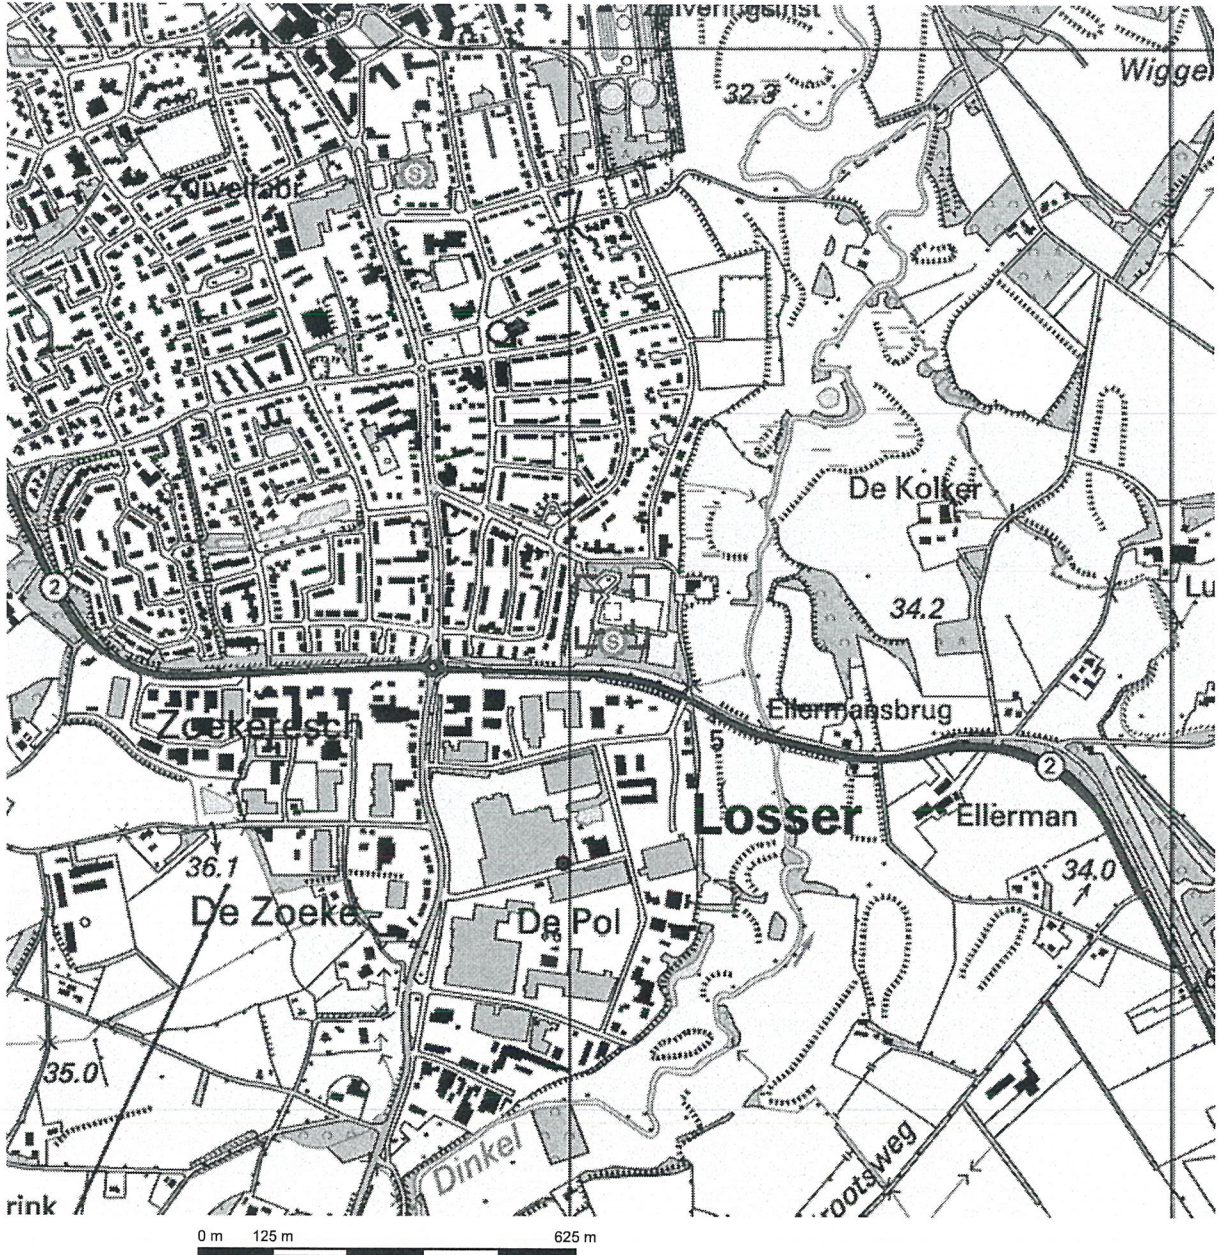 32.3
Wiggel
Zuivelfabr
S
De Kolker
34.2
Lu
2
S
Ellermansbrug
Zoekeresch
2
Losser
Ellerman
36.1
34.0
De Zoeke
De Pol
35.0
Dinkel
rootsweg
rink
0 m 125 m 625 m